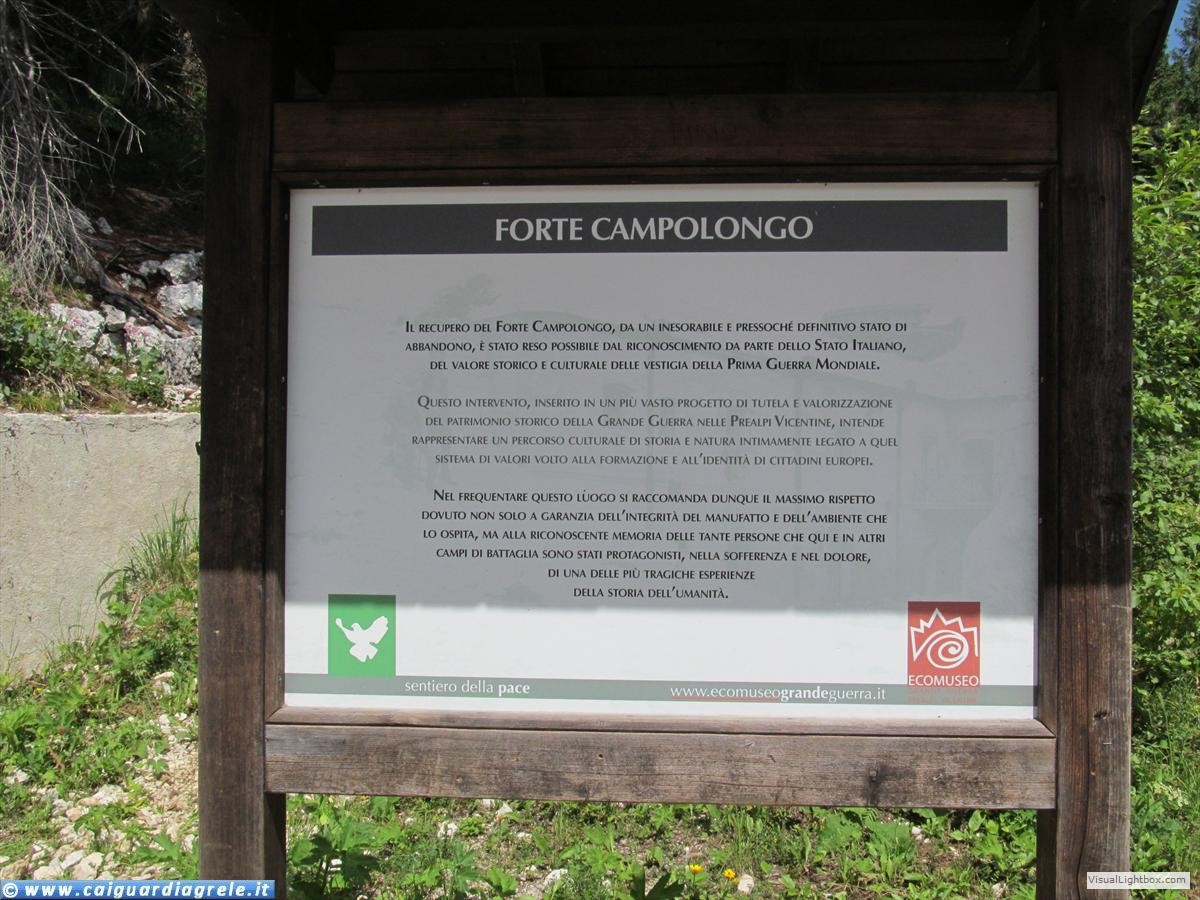 FORTE CAMPOLONGO
IL RECUPERO DEL FORTE CAMPOLONGO, DA UN INESORABILE E PRESSOCHÉ DEFINITIVO STATO DI
ABBANDONO, È STATO RESO POSSIBILE DAL RICONOSCIMENTO DA PARTE DELLO STATO ITALIANO,
DEL VALORE STORICO E CULTURALE DELLE VESTIGIA DELLA PRIMA GUERRA MONDIALE.
QUESTO INTERVENTO, INSERITO IN UN PIÙ VASTO PROGETTO DI TUTELA E VALORIZZAZIONE
DEL PATRIMONIO STORICO DELLA GRANDE GUERRA NELLE PREALPI VICENTINE, INTENDE
RAPPRESENTARE UN PERCORSO CULTURALE DI STORIA E NATURA INTIMAMENTE LEGATO A QUEL
SISTEMA DI VALORI VOLTO ALLA FORMAZIONE E ALL'IDENTITÀ DI CITTADINI EUROPEI.
NEL FREQUENTARE QUESTO LUOGO SI RACCOMANDA DUNQUE IL MASSIMO RISPETTO
DOVUTO NON SOLO A GARANZIA DELL'INTEGRITÀ DEL MANUFATTO E DELL'AMBIENTE CHE
LO OSPITA, MA ALLA RICONOSCENTE MEMORIA DELLE TANTE PERSONE CHE QUI E IN ALTRI
CAMPI DI BATTAGLIA SONO STATI PROTAGONISTI, NELLA SOFFERENZA E NEL DOLORE,
DI UNA DELLE PIÙ TRAGICHE ESPERIENZE
DELLA STORIA DELL'UMANITÀ.
ECOMUSEO
sentiero della pace
www.ecomuseograndeguerra.it
© www.caiguardiagrele.it
VisualLightbox.com